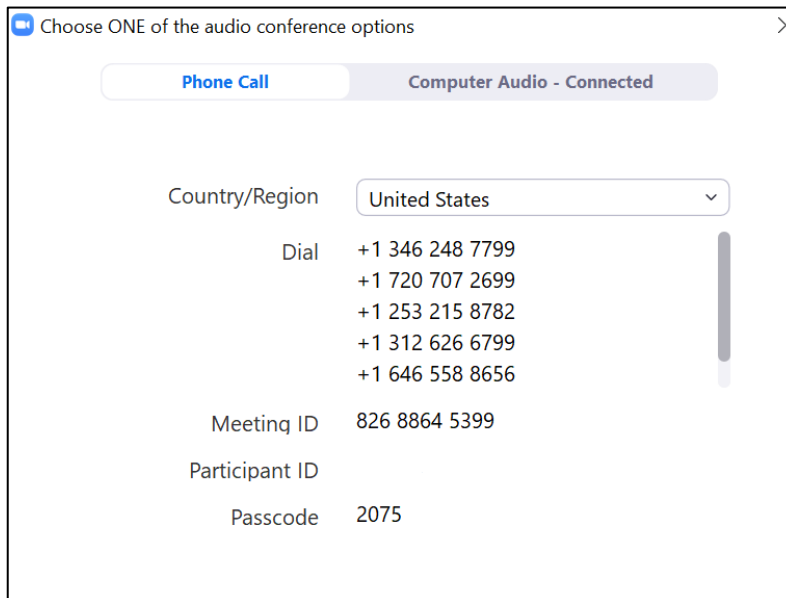 Choose ONE of the audio conference options
Phone Call Computer Audio - Connected
Country/Region United States
Dial +1 346 248 7799
+1 720 707 2699
+1 253 215 8782
+1 312 626 6799
+1 646 558 8656
Meeting ID 826 8864 5399
Participant ID
Passcode 2075